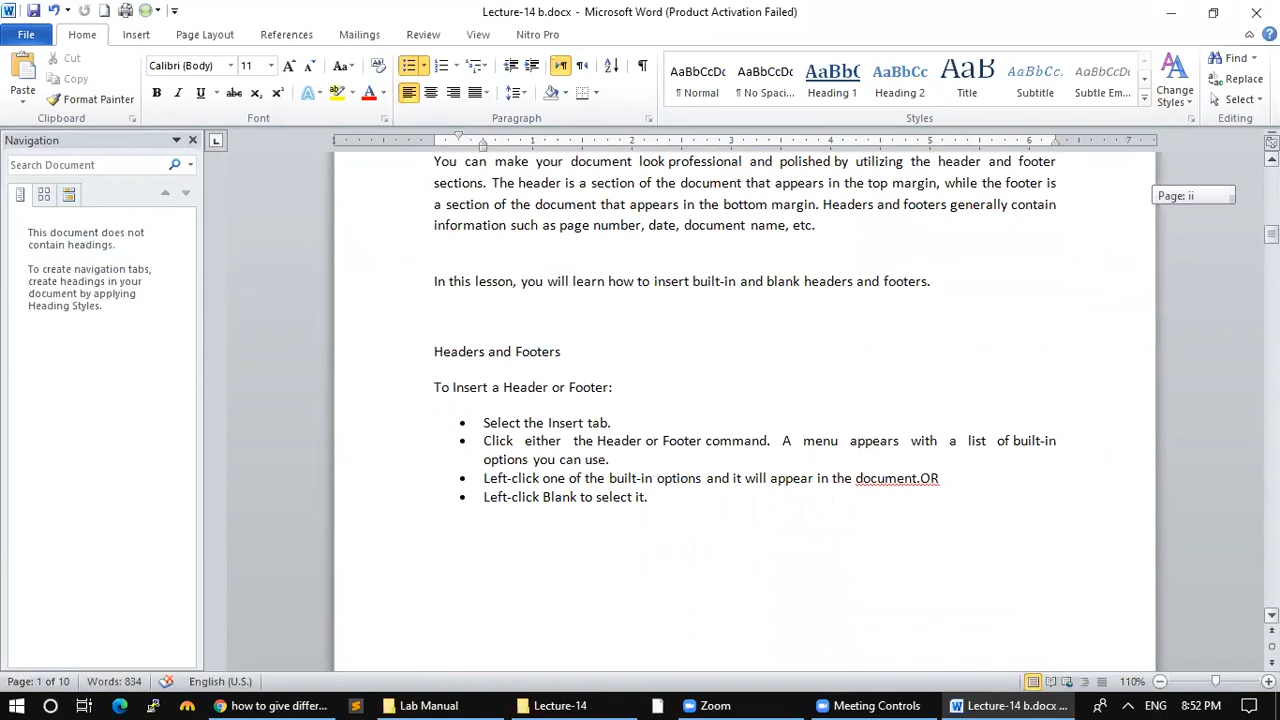 Lecture-14 b.docx - Microsoft Word (Product Activation Failed)
File Home Insert Page Layout References Mailings Review View Nitro Pro
Paste Cut Copy Format Painter
Calibri (Body) 11
AaBbCcDc AaBbCcDc AaBbC AaBbCc AaB AaBbCc. AaBbCcDc
¶ Normal ¶ No Spaci... Heading 1 Heading 2 Title Subtitle Subtle Em...
Change Styles
Find Replace Select
Clipboard Font Paragraph Styles Editing
Navigation
Search Document
This document does not
contain headings.
To create navigation tabs,
create headings in your
document by applying
Heading Styles.
1 2 3 4 5 6 7
Page: ii
You can make your document look professional and polished by utilizing the header and footer
sections. The header is a section of the document that appears in the top margin, while the footer is
a section of the document that appears in the bottom margin. Headers and footers generally contain
information such as page number, date, document name, etc.
In this lesson, you will learn how to insert built-in and blank headers and footers.
Headers and Footers
To Insert a Header or Footer:
• Select the Insert tab.
• Click either the Header or Footer command. A menu appears with a list of built-in
options you can use.
• Left-click one of the built-in options and it will appear in the document.OR
• Left-click Blank to select it.
Page: 1 of 10 Words: 834 English (U.S.) 110%
how to give differ... Lab Manual Lecture-14 Zoom Meeting Controls Lecture-14 b.docx ... ENG 8:52 PM